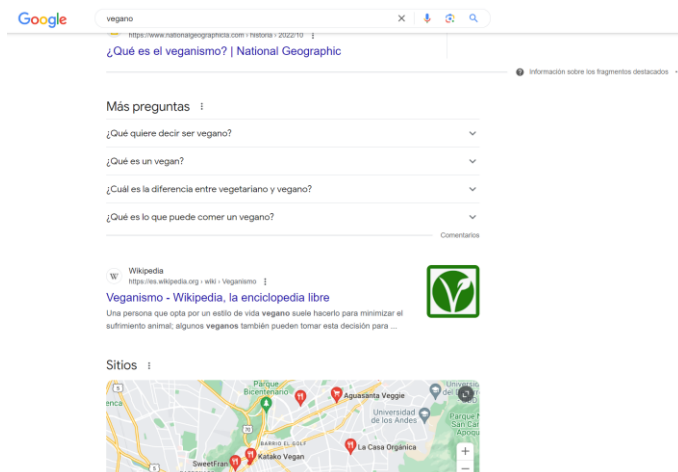 Google
vegano
https://www.nationalgeographicla.com › historia › 2022/10
¿Qué es el veganismo? | National Geographic
Información sobre los fragmentos destacados
Más preguntas
¿Qué quiere decir ser vegano?
¿Qué es un vegan?
¿Cuál es la diferencia entre vegetariano y vegano?
¿Qué es lo que puede comer un vegano?
Comentarios
W
Wikipedia
https://es.wikipedia.org › wiki › Veganismo
Veganismo - Wikipedia, la enciclopedia libre
Una persona que opta por un estilo de vida vegano suele hacerlo para minimizar el
sufrimiento animal; algunos veganos también pueden tomar esta decisión para ...
Sitios
5
Parque
Bicentenario
Aguasanta Veggie
Universidad
de los Andes
70
BARRIO EL GOLF
La Casa Orgánica
Katako Vegan
SweetFran
5
+
−